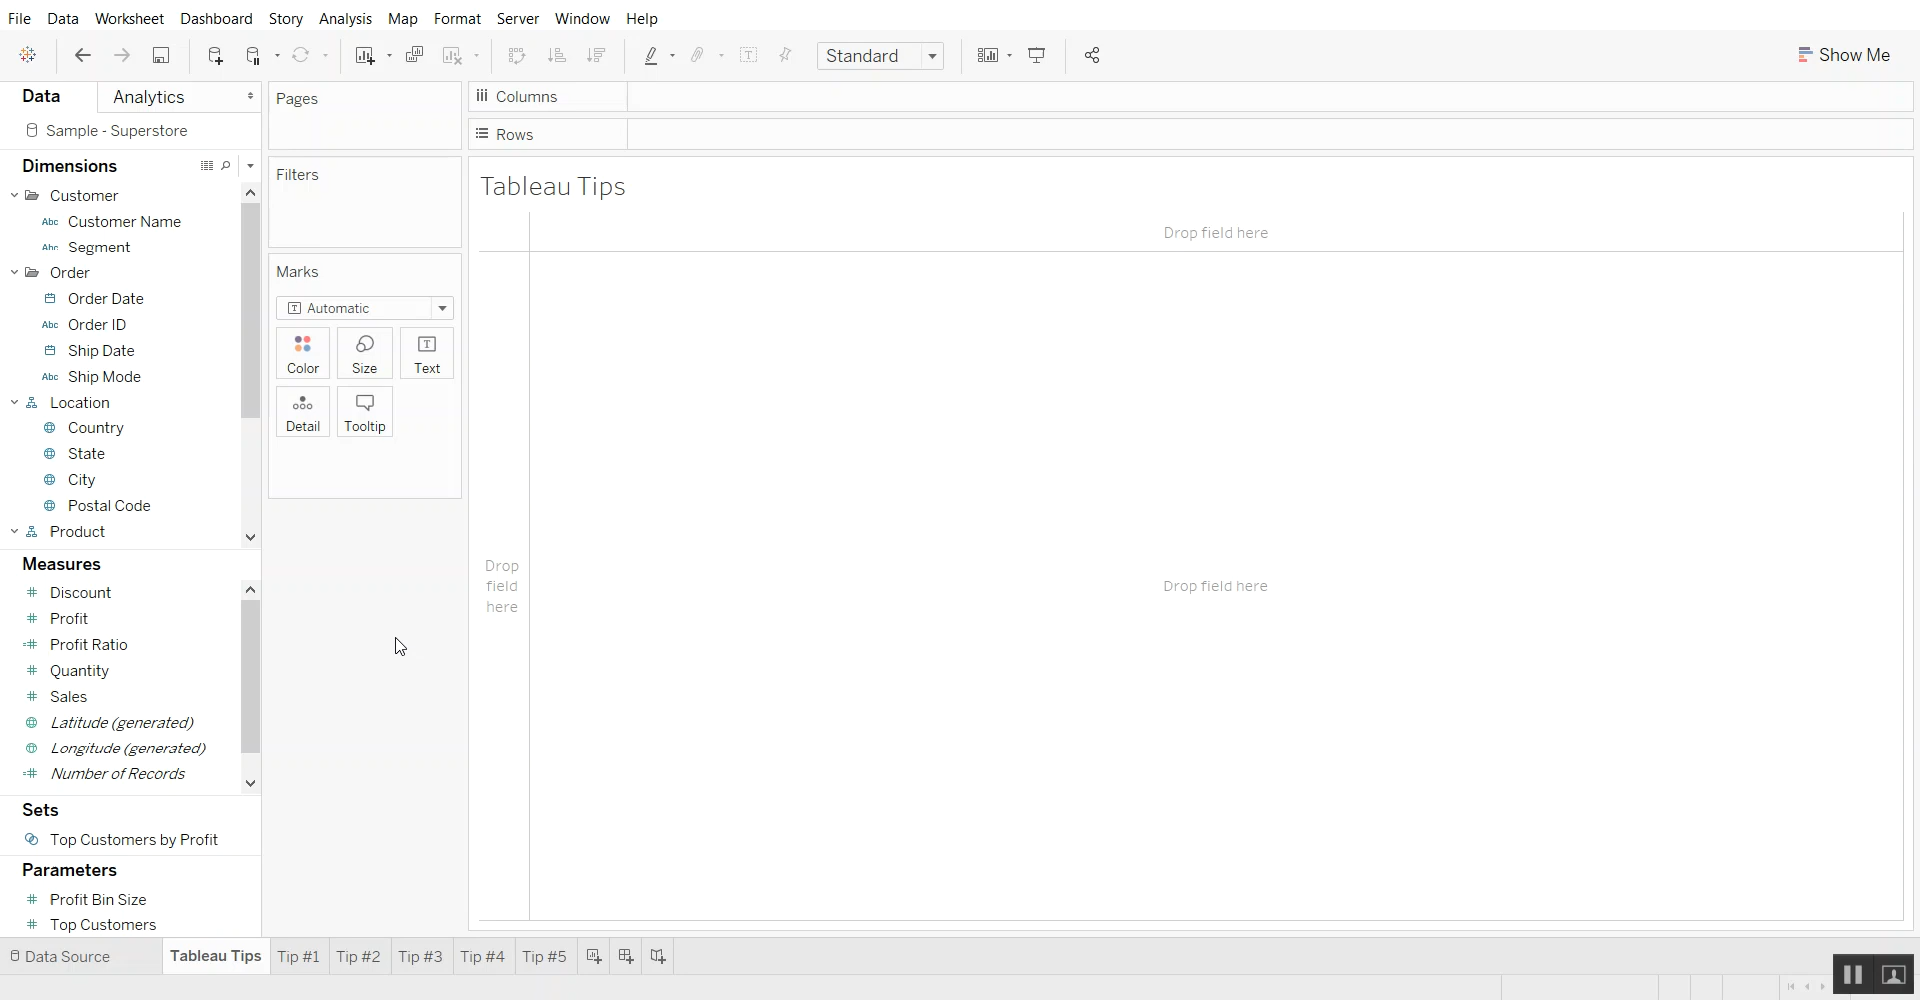 File Data Worksheet Dashboard Story Analysis Map Format Server Window Help
Standard
Show Me
Data Analytics
Sample - Superstore
Dimensions
Customer
Abc Customer Name
Abc Segment
Order
Order Date
Abc Order ID
Ship Date
Abc Ship Mode
Location
Country
State
City
Postal Code
Product
Measures
Discount
Profit
Profit Ratio
Quantity
Sales
Latitude (generated)
Longitude (generated)
Number of Records
Sets
Top Customers by Profit
Parameters
Profit Bin Size
Top Customers
Pages
Filters
Marks
Automatic
Color Size Text
Detail Tooltip
Columns
Rows
Tableau Tips
Drop field here
Drop
field
here
Drop field here
Data Source Tableau Tips Tip #1 Tip #2 Tip #3 Tip #4 Tip #5